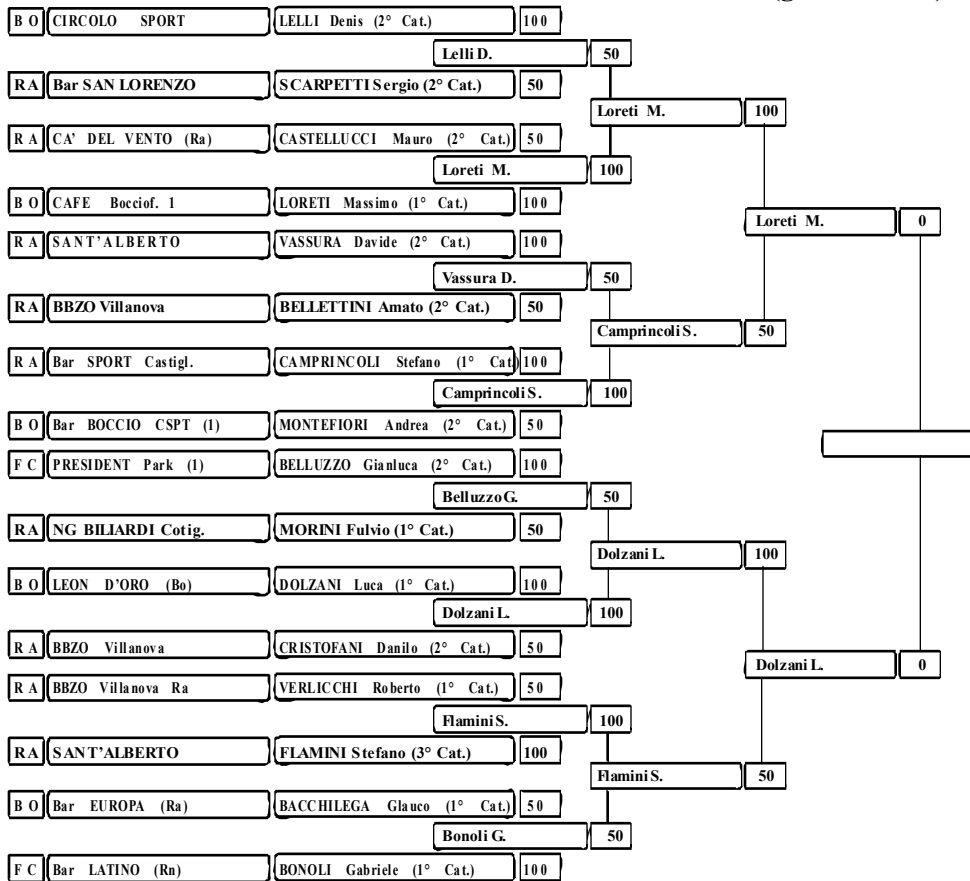 B O CIRCOLO SPORT LELLI Denis (2° Cat.) 100
Lelli D. 50
RA Bar SAN LORENZO SCARPETTI Sergio (2° Cat.) 50
Loreti M. 100
R A CA' DEL VENTO (Ra) CASTELLUCCI Mauro (2° Cat.) 50
Loreti M. 100
B O CAFE Bocciof. 1 LORETI Massimo (1° Cat.) 100
Loreti M. 0
R A SANT'ALBERTO VASSURA Davide (2° Cat.) 100
Vassura D. 50
RA BBZO Villanova BELLETTINI Amato (2° Cat.) 50
Camprincoli S. 50
R A Bar SPORT Castigl. CAMPRINCOLI Stefano (1° Cat) 100
Camprincoli S. 100
B O Bar BOCCIO CSPT (1) MONTEFIORI Andrea (2° Cat.) 50
F C PRESIDENT Park (1) BELLUZZO Gianluca (2° Cat.) 100
Belluzzo G. 50
RA NG BILIARDI Cotig. MORINI Fulvio (1° Cat.) 50
Dolzani L. 100
B O LEON D'ORO (Bo) DOLZANI Luca (1° Cat.) 100
Dolzani L. 100
R A BBZO Villanova CRISTOFANI Danilo (2° Cat.) 50
Dolzani L. 0
R A BBZO Villanova Ra VERLICCHI Roberto (1° Cat.) 50
Flamini S. 100
RA SANT'ALBERTO FLAMINI Stefano (3° Cat.) 100
Flamini S. 50
B O Bar EUROPA (Ra) BACCHILEGA Glauco (1° Cat.) 50
Bonoli G. 50
F C Bar LATINO (Rn) BONOLI Gabriele (1° Cat.) 100